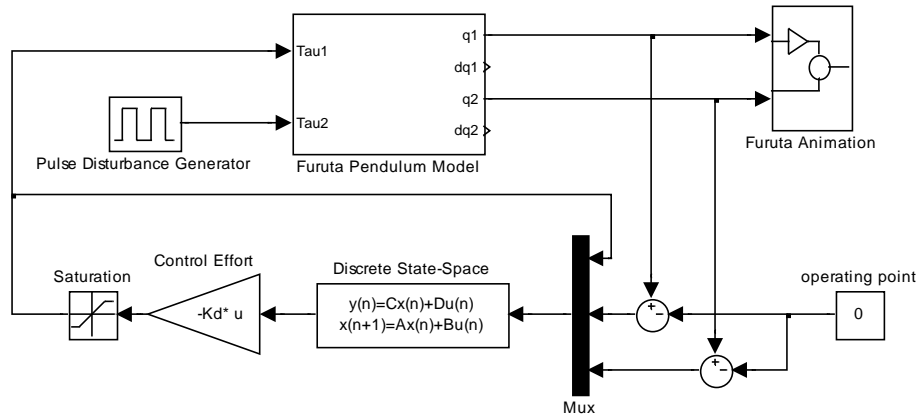 q1
Tau1
dq1
q2
Tau2
dq2
Pulse Disturbance Generator
Furuta Pendulum Model
Furuta Animation
Control Effort
Saturation
Discrete State-Space
operating point
-Kd* u
y(n)=Cx(n)+Du(n)
x(n+1)=Ax(n)+Bu(n)
+
−
0
+
−
Mux